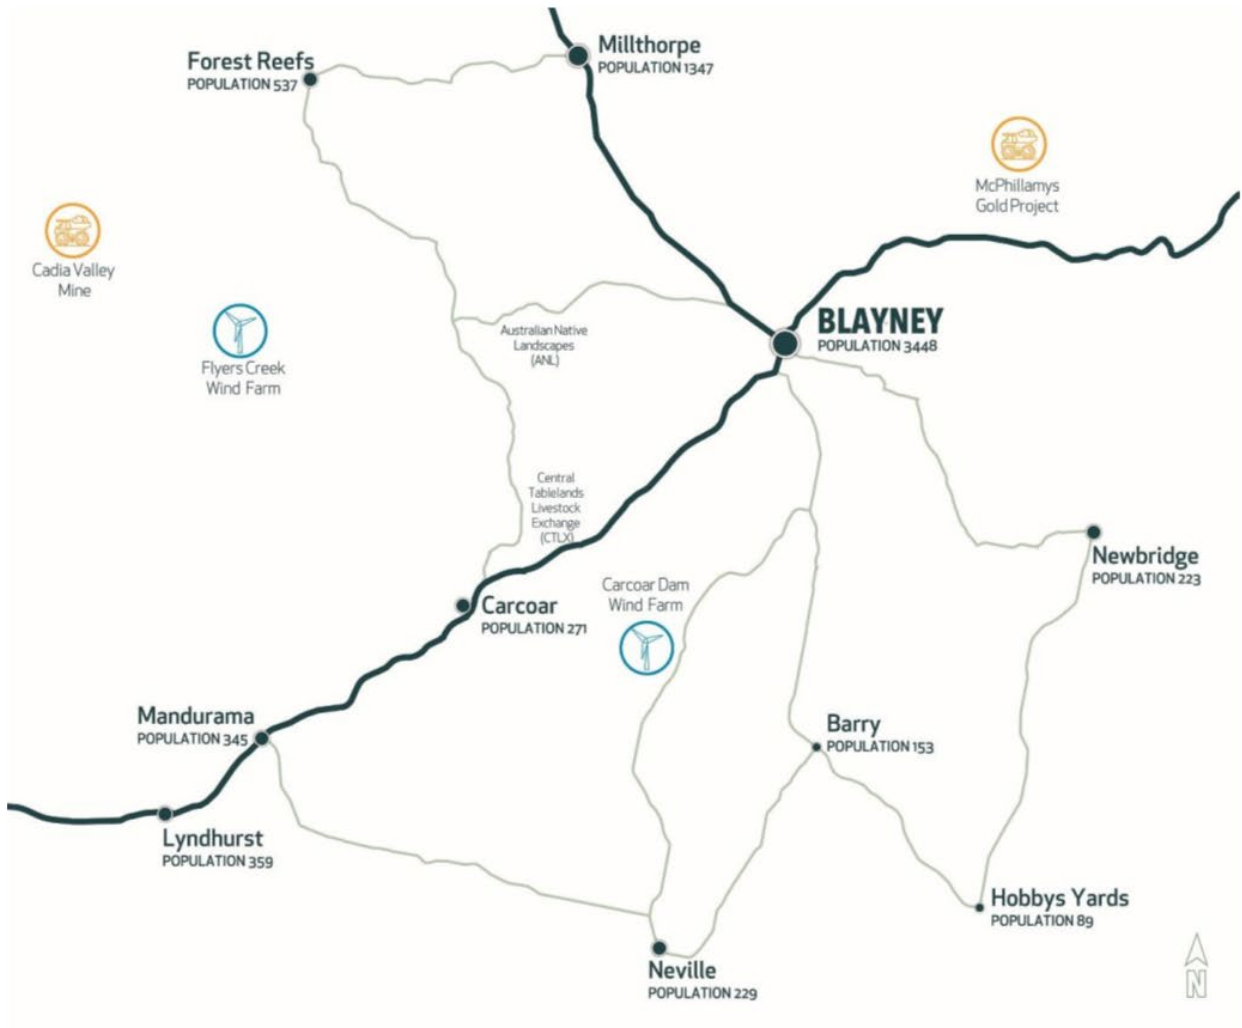 Millthorpe
POPULATION 1347
Forest Reefs
POPULATION 537
McPhillamys
Gold Project
Cadia Valley
Mine
BLAYNEY
POPULATION 3448
Australian Native
Landscapes
(ANL)
Flyers Creek
Wind Farm
Central
Tablelands
Livestock
Exchange
(CTLX)
Newbridge
POPULATION 223
Carcoar Dam
Wind Farm
Carcoar
POPULATION 271
Mandurama
POPULATION 345
Barry
POPULATION 153
Lyndhurst
POPULATION 359
Hobbys Yards
POPULATION 89
Neville
POPULATION 229
N